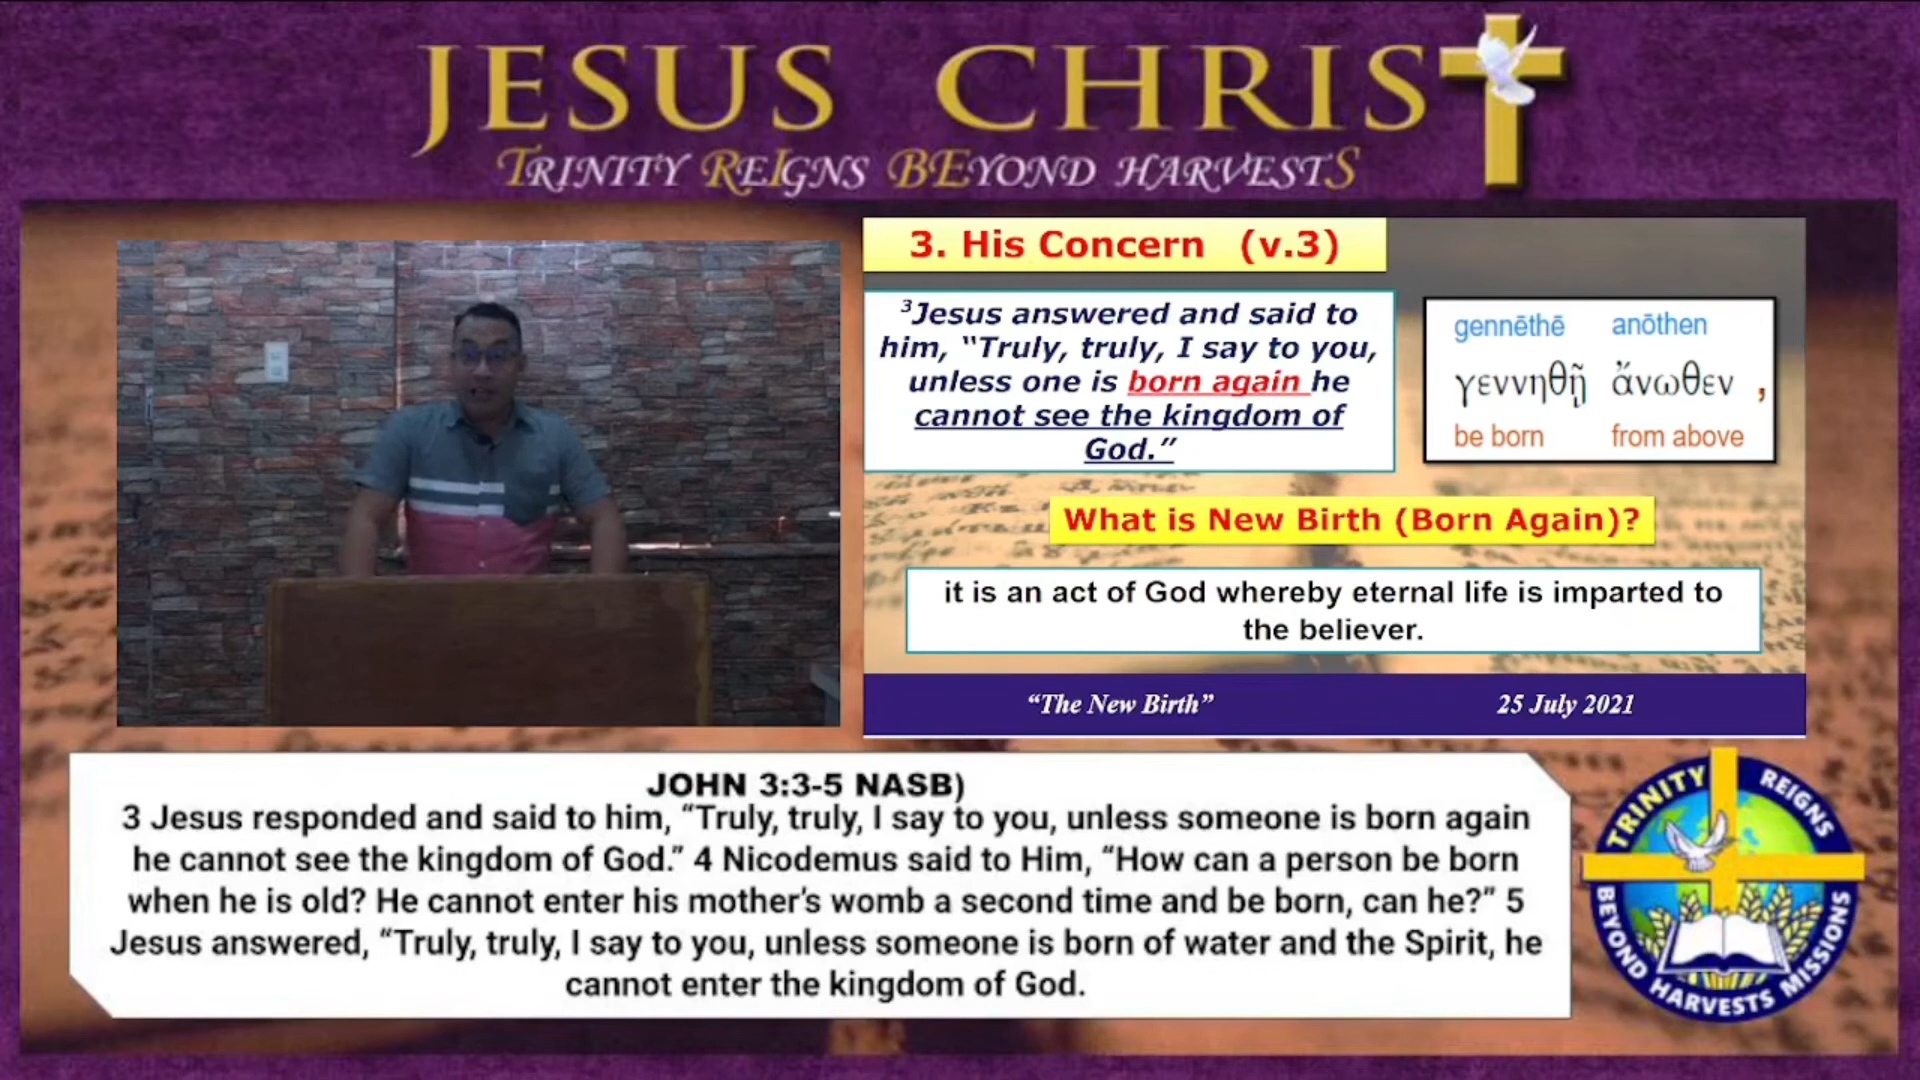 JESUS CHRIST
TRINITY REIGNS BEYOND HARVESTS
3. His Concern (v.3)
³Jesus answered and said to
him, “Truly, truly, I say to you,
unless one is born again he
cannot see the kingdom of
God.”
gennēthē anōthen
γεννηθῇ ἄνωθεν ,
be born from above
What is New Birth (Born Again)?
it is an act of God whereby eternal life is imparted to
the believer.
“The New Birth” 25 July 2021
JOHN 3:3-5 NASB)
3 Jesus responded and said to him, “Truly, truly, I say to you, unless someone is born again
he cannot see the kingdom of God.” 4 Nicodemus said to Him, “How can a person be born
when he is old? He cannot enter his mother’s womb a second time and be born, can he?” 5
Jesus answered, “Truly, truly, I say to you, unless someone is born of water and the Spirit, he
cannot enter the kingdom of God.
TRINITY REIGNS
BEYOND HARVESTS MISSIONS